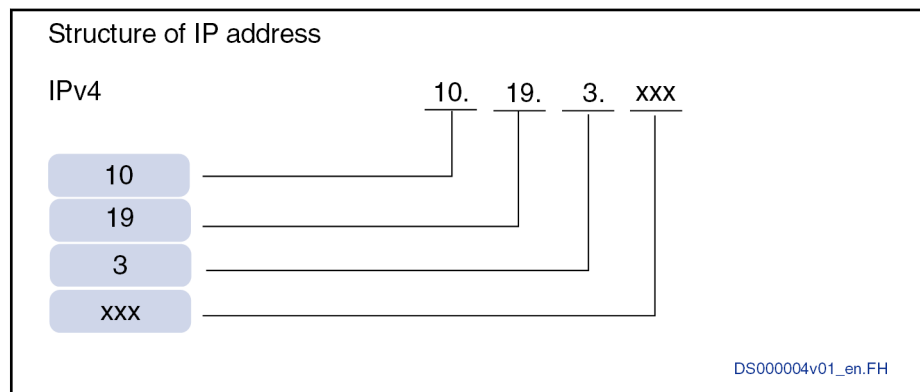 Structure of IP address
IPv4 10. 19. 3. xxx
10
19
3
xxx
DS000004v01_en.FH